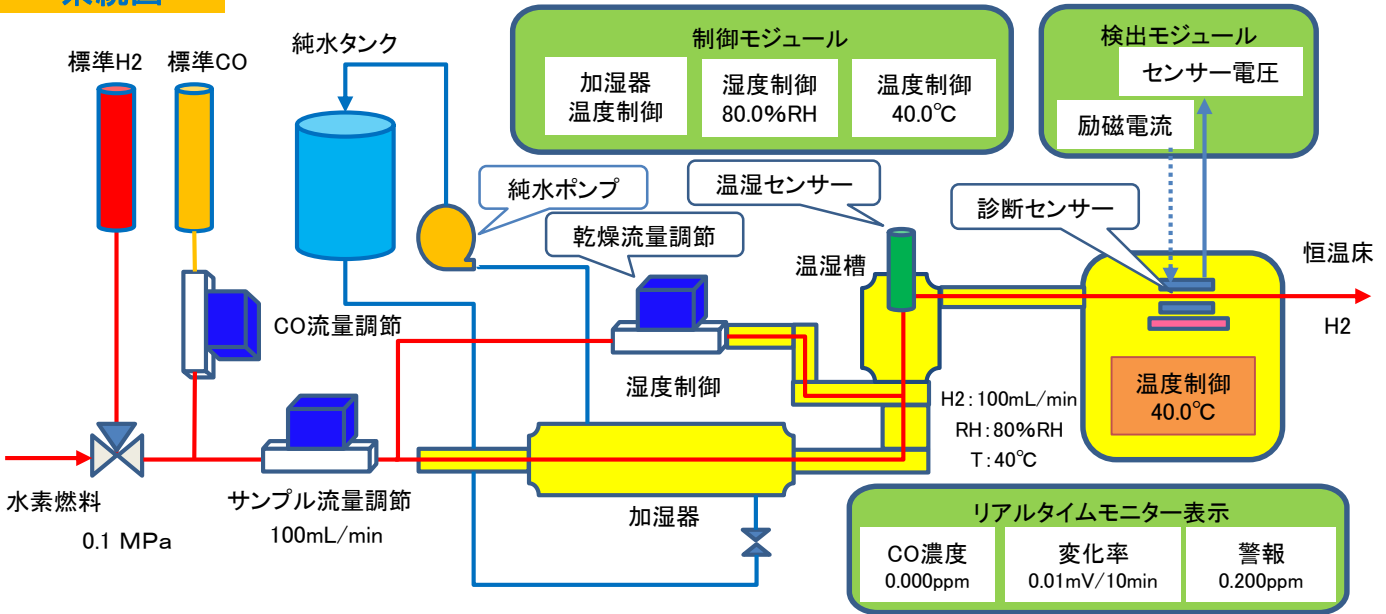 系統図
標準H2
標準CO
純水タンク
制御モジュール
加湿器
温度制御
湿度制御
80.0%RH
温度制御
40.0℃
検出モジュール
センサー電圧
励磁電流
純水ポンプ
温湿センサー
診断センサー
乾燥流量調節
温湿槽
恒温床
CO流量調節
H2
湿度制御
温度制御
40.0℃
H2:100mL/min
RH:80%RH
T:40℃
水素燃料
0.1 MPa
サンプル流量調節
100mL/min
加湿器
リアルタイムモニター表示
CO濃度
0.000ppm
変化率
0.01mV/10min
警報
0.200ppm